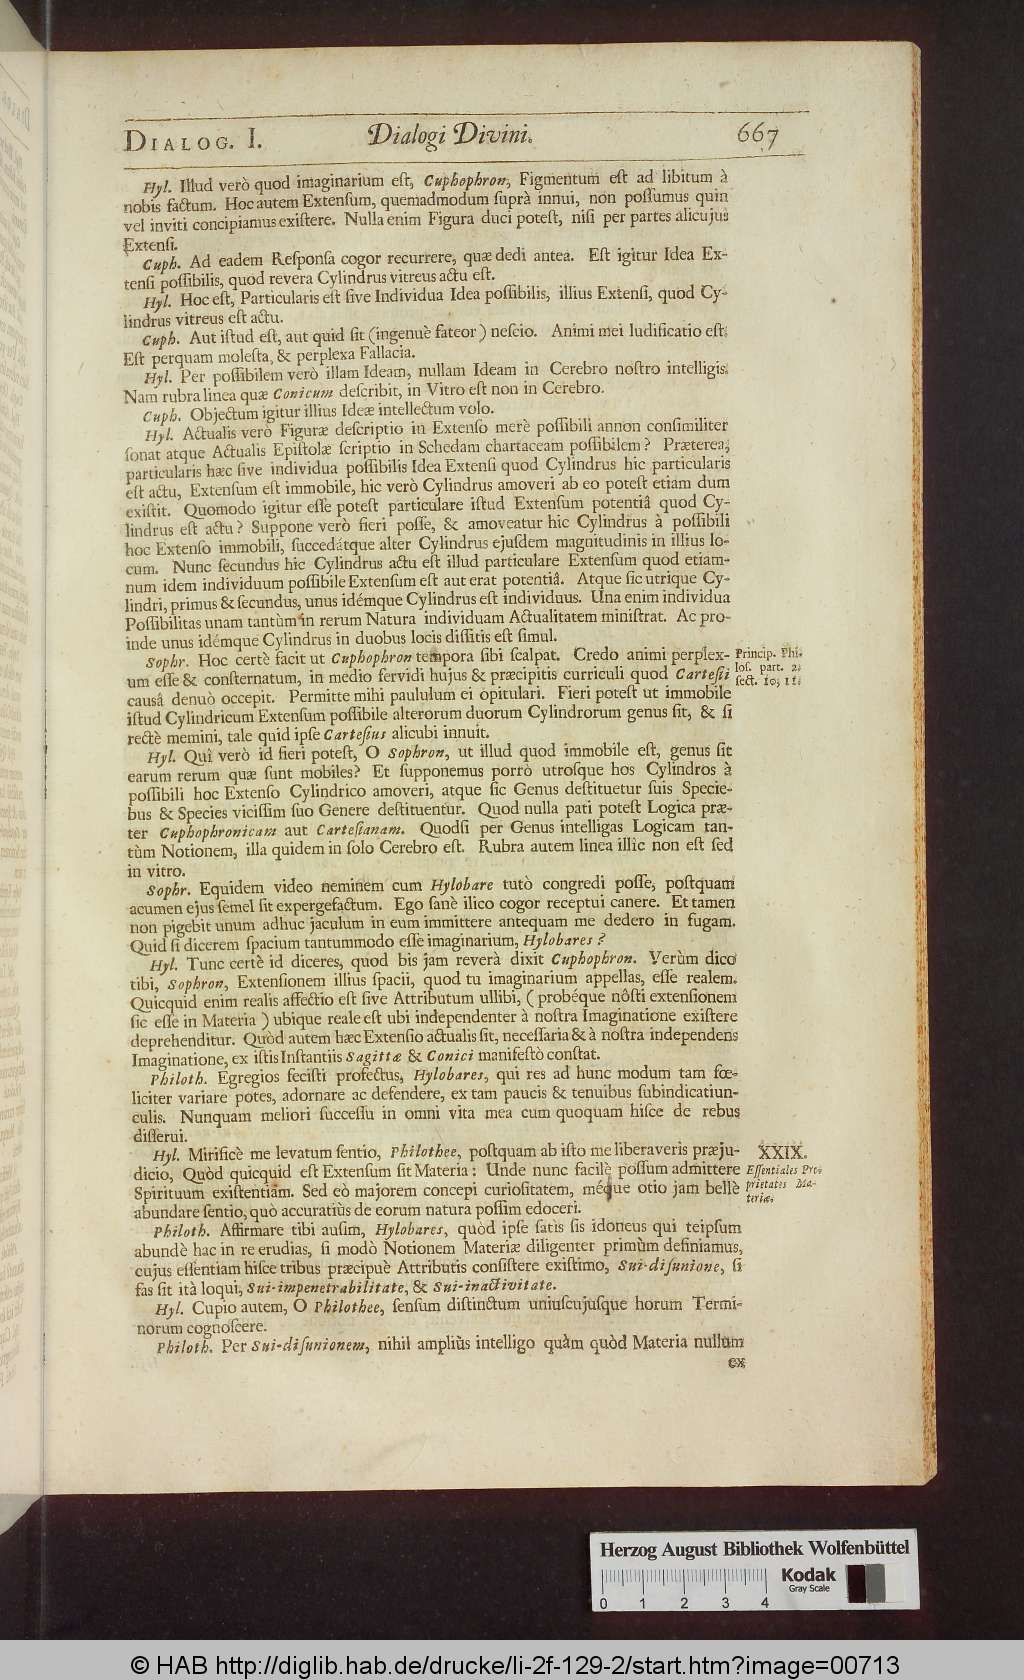 DIALOG. I. Dialogi Divini. 667
Hyl. Illud verò quod imaginarium eſt, Cuphophron, Figmentum eſt ad libitum à
nobis factum. Hoc autem Extenſum, quemadmodum ſuprà innui, non poſſumus quin
vel inviti concipiamus exiſtere. Nulla enim Figura duci poteſt, niſi per partes alicujus
Extenſi.
Cuph. Ad eadem Reſponſa cogor recurrere, quæ dedi antea. Eſt igitur Idea Ex-
tenſi poſſibilis, quod revera Cylindrus vitreus actu eſt.
Hyl. Hoc eſt, Particularis eſt ſive Individua Idea poſſibilis, illius Extenſi, quod Cy-
lindrus vitreus eſt actu.
Cuph. Aut iſtud eſt, aut quid ſit (ingenuè fateor) neſcio. Animi mei ludificatio eſt.
Eſt perquam moleſta, & perplexa Fallacia.
Hyl. Per poſſibilem verò illam Ideam, nullam Ideam in Cerebro noſtro intelligis.
Nam rubra linea quæ Conicum deſcribit, in Vitro eſt non in Cerebro.
Cuph. Objectum igitur illius Ideæ intellectum volo.
Hyl. Actualis verò Figuræ deſcriptio in Extenſo merè poſſibili annon conſimiliter
ſonat atque Actualis Epiſtolæ ſcriptio in Schedam chartaceam poſſibilem? Præterea,
particularis hæc ſive individua poſſibilis Idea Extenſi quod Cylindrus hic particularis
eſt actu, Extenſum eſt immobile, hic verò Cylindrus amoveri ab eo poteſt etiam dum
exiſtit. Quomodo igitur eſſe poteſt particulare iſtud Extenſum potentiâ quod Cy-
lindrus eſt actu? Suppone verò fieri poſſe, & amoveatur hic Cylindrus à poſſibili
hoc Extenſo immobili, ſuccedátque alter Cylindrus ejuſdem magnitudinis in illius lo-
cum. Nunc ſecundus hic Cylindrus actu eſt illud particulare Extenſum quod etiam-
num idem individuum poſſibile Extenſum eſt aut erat potentiâ. Atque ſic utrique Cy-
lindri, primus & ſecundus, unus idémque Cylindrus eſt individuus. Una enim individua
Poſſibilitas unam tantùm in rerum Natura individuam Actualitatem miniſtrat. Ac pro-
inde unus idémque Cylindrus in duobus locis diſſitis eſt ſimul.
Sophr. Hoc certè facit ut Cuphophron tempora ſibi ſcalpat. Credo animi perplex-
um eſſe & conſternatum, in medio fervidi hujus & præcipitis curriculi quod Carteſii
cauſâ denuò occepit. Permitte mihi paululum ei opitulari. Fieri poteſt ut immobile
iſtud Cylindricum Extenſum poſſibile alterorum duorum Cylindrorum genus ſit, & ſi
rectè memini, tale quid ipſe Carteſius alicubi innuit.
Princip. Phi-
loſ. part. 2.
ſect. 10, 11.
Hyl. Quî verò id fieri poteſt, O Sophron, ut illud quod immobile eſt, genus ſit
earum rerum quæ ſunt mobiles? Et ſupponemus porrò utroſque hos Cylindros à
poſſibili hoc Extenſo Cylindrico amoveri, atque ſic Genus deſtituetur ſuis Specie-
bus & Species viciſſim ſuo Genere deſtituentur. Quod nulla pati poteſt Logica præ-
ter Cuphophronicam aut Carteſianam. Quodſi per Genus intelligas Logicam tan-
tùm Notionem, illa quidem in ſolo Cerebro eſt. Rubra autem linea illîc non eſt ſed
in vitro.
Sophr. Equidem video neminem cum Hylobare tutò congredi poſſe, poſtquam
acumen ejus ſemel ſit expergefactum. Ego ſanè ilico cogor receptui canere. Et tamen
non pigebit unum adhuc jaculum in eum immittere antequam me dedero in fugam.
Quid ſi dicerem ſpacium tantummodo eſſe imaginarium, Hylobares?
Hyl. Tunc certè id diceres, quod bis jam reverà dixit Cuphophron. Verùm dico
tibi, Sophron, Extenſionem illius ſpacii, quod tu imaginarium appellas, eſſe realem.
Quicquid enim realis affectio eſt ſive Attributum ullibi, (probéque nôſti extenſionem
ſic eſſe in Materia) ubique reale eſt ubi independenter à noſtra Imaginatione exiſtere
deprehenditur. Quòd autem hæc Extenſio actualis ſit, neceſſaria & à noſtra independens
Imaginatione, ex iſtis Inſtantiis Sagittæ & Conici manifeſtò conſtat.
Philoth. Egregios feciſti profectus, Hylobares, qui res ad hunc modum tam fœ-
liciter variare potes, adornare ac defendere, ex tam paucis & tenuibus ſubindicatiun-
culis. Nunquam meliori ſucceſſu in omni vita mea cum quoquam hiſce de rebus
diſſerui.
Hyl. Mirificè me levatum ſentio, Philothee, poſtquam ab iſto me liberaveris præju-
dicio, Quòd quicquid eſt Extenſum ſit Materia: Unde nunc facilè poſſum admittere
Spirituum exiſtentiam. Sed eò majorem concepi curioſitatem, méque otio jam bellè
abundare ſentio, quò accuratiùs de eorum natura poſſim edoceri.
XXIX.
Eſſentiales Pro-
prietates Ma-
teriæ.
Philoth. Affirmare tibi auſim, Hylobares, quòd ipſe ſatìs ſis idoneus qui teipſum
abundè hac in re erudias, ſi modò Notionem Materiæ diligenter primùm definiamus,
cujus eſſentiam hiſce tribus præcipuè Attributis conſiſtere exiſtimo, Sui-diſunione, ſi
fas ſit ità loqui, Sui-impenetrabilitate, & Sui-inactivitate.
Hyl. Cupio autem, O Philothee, ſenſum diſtinctum uniuſcujuſque horum Termi-
norum cognoſcere.
Philoth. Per Sui-diſunionem, nihil ampliùs intelligo quàm quòd Materia nullum
ex
Herzog August Bibliothek Wolfenbüttel
Kodak
Gray Scale
0 1 2 3 4
© HAB http://diglib.hab.de/drucke/li-2f-129-2/start.htm?image=00713